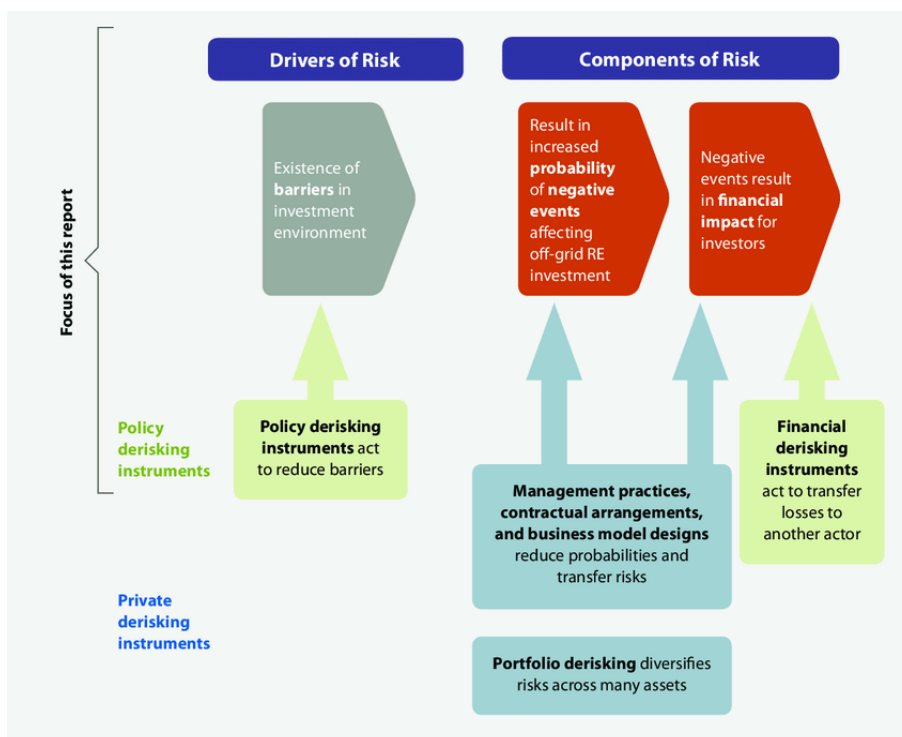 Drivers of Risk
Components of Risk
Focus of this report
Existence of
barriers in
investment
environment
Result in
increased
probability
of negative
events
affecting
off-grid RE
investment
Negative
events result
in financial
impact for
investors
Policy
derisking
instruments
Policy derisking
instruments act
to reduce barriers
Management practices,
contractual arrangements,
and business model designs
reduce probabilities and
transfer risks
Financial
derisking
instruments
act to transfer
losses to
another actor
Private
derisking
instruments
Portfolio derisking diversifies
risks across many assets